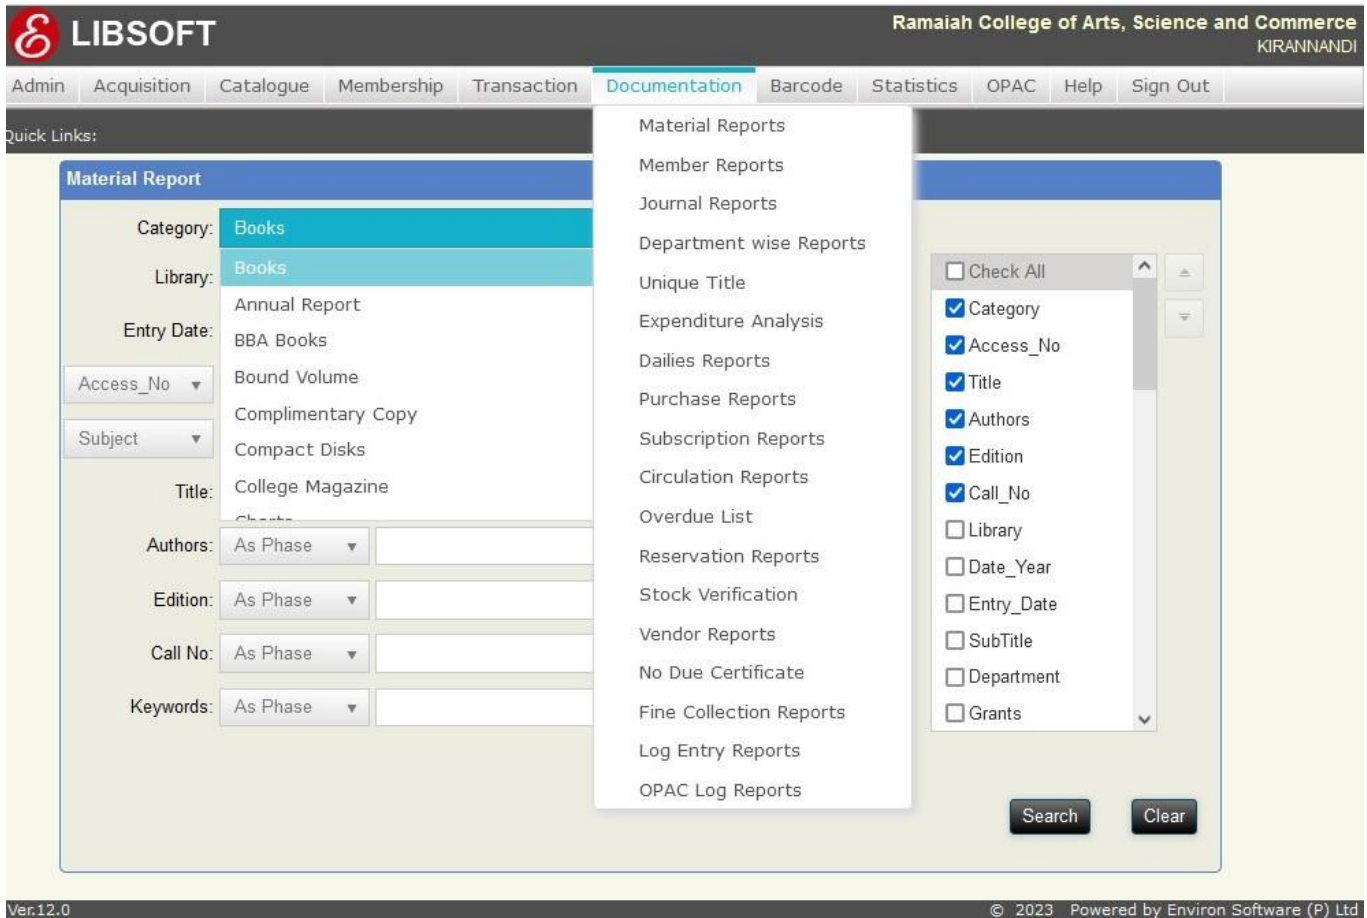 LIBSOFT
Ramaiah College of Arts, Science and Commerce
KIRANNANDI
Admin Acquisition Catalogue Membership Transaction Documentation Barcode Statistics OPAC Help Sign Out
Quick Links:
Material Report
Category: Books
Library:
Entry Date:
Access_No
Subject
Title:
Books
Annual Report
BBA Books
Bound Volume
Complimentary Copy
Compact Disks
College Magazine
Charts
Authors: As Phase
Edition: As Phase
Call No: As Phase
Keywords: As Phase
Material Reports
Member Reports
Journal Reports
Department wise Reports
Unique Title
Expenditure Analysis
Dailies Reports
Purchase Reports
Subscription Reports
Circulation Reports
Overdue List
Reservation Reports
Stock Verification
Vendor Reports
No Due Certificate
Fine Collection Reports
Log Entry Reports
OPAC Log Reports
Check All
Category
Access_No
Title
Authors
Edition
Call_No
Library
Date_Year
Entry_Date
SubTitle
Department
Grants
Search Clear
Ver.12.0
© 2023 Powered by Environ Software (P) Ltd